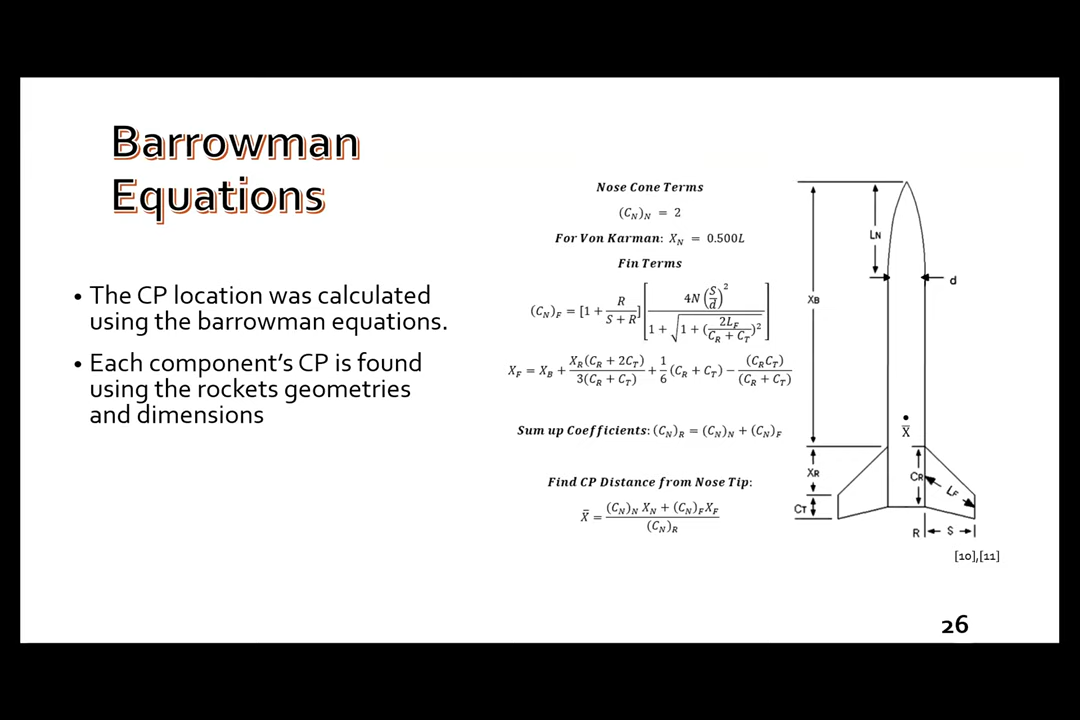 Barrowman
Equations
• The CP location was calculated
using the barrowman equations.
• Each component’s CP is found
using the rockets geometries
and dimensions
Nose Cone Terms
(C_N)_N = 2
For Von Karman: X_N = 0.500L
Fin Terms
(C_N)_F = [1 + R/(S + R)] [4N (S/d)^2 / (1 + √(1 + (2L_F/(C_R + C_T))^2))]
X_F = X_B + X_R(C_R + 2C_T)/3(C_R + C_T) + 1/6 (C_R + C_T) − (C_R C_T)/(C_R + C_T)
Sum up Coefficients: (C_N)_R = (C_N)_N + (C_N)_F
Find CP Distance from Nose Tip:
X̄ = ((C_N)_N X_N + (C_N)_F X_F)/(C_N)_R
LN
d
XB
X̄
XR
CR
LF
CT
R
S
[10],[11]
26